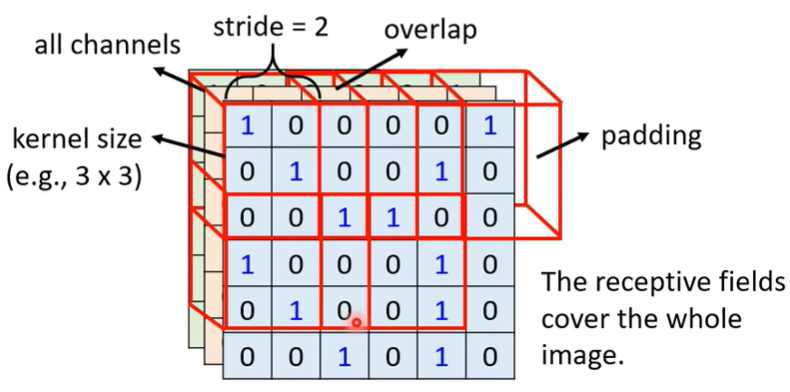 stride = 2
overlap
all channels
kernel size
(e.g., 3 x 3)
padding
1 0 0 0 0 1
0 1 0 0 1 0
0 0 1 1 0 0
1 0 0 0 1 0
0 1 0 0 1 0
0 0 1 0 1 0
The receptive fields
cover the whole
image.